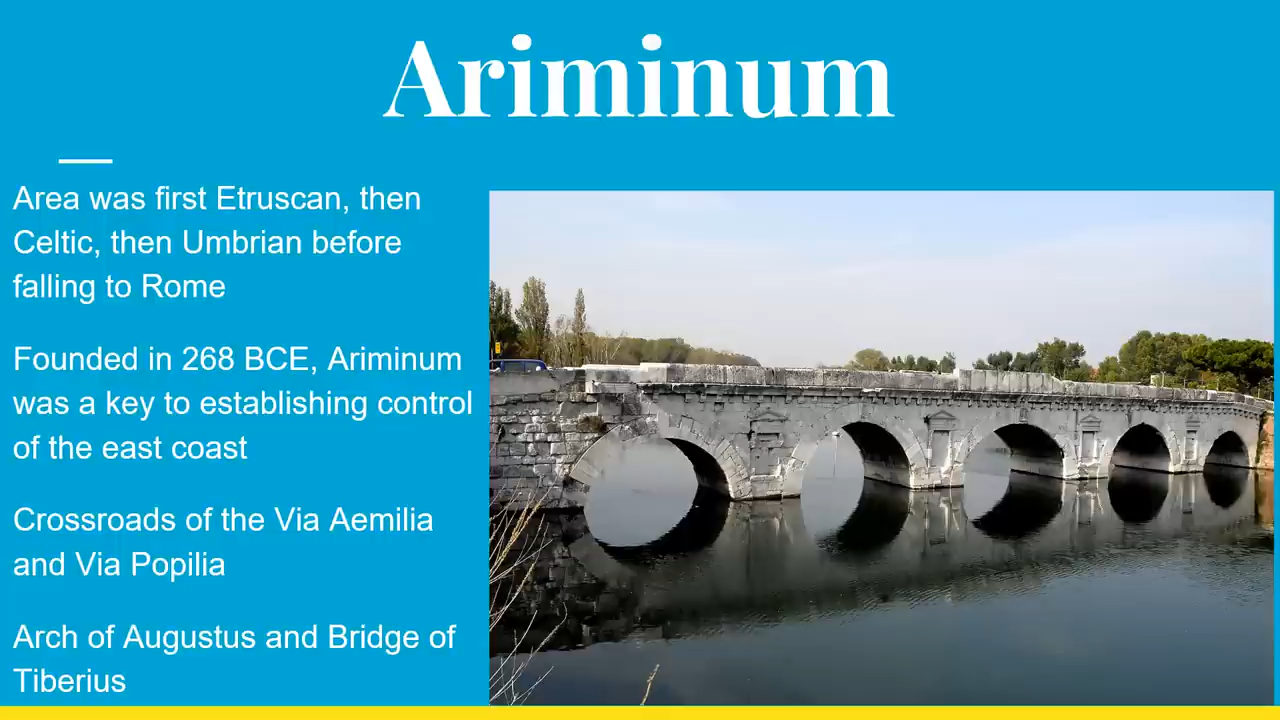 Ariminum
Area was first Etruscan, then
Celtic, then Umbrian before
falling to Rome
Founded in 268 BCE, Ariminum
was a key to establishing control
of the east coast
Crossroads of the Via Aemilia
and Via Popilia
Arch of Augustus and Bridge of
Tiberius